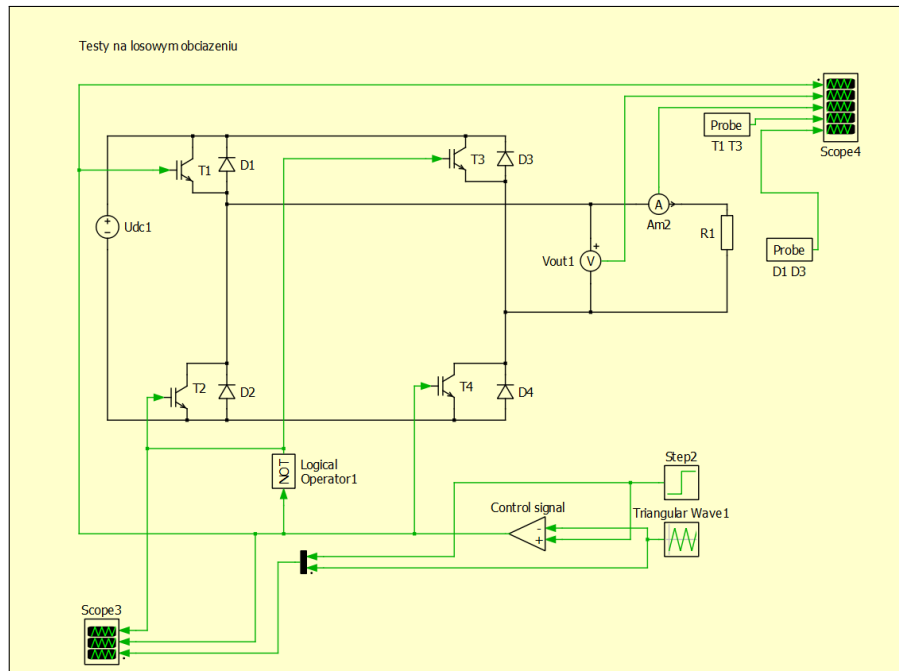 Testy na losowym obciazeniu
T1
D1
T3
D3
Probe
T1 T3
Scope4
+
−
Udc1
A
Am2
R1
+
V
Vout1
Probe
D1 D3
T2
D2
T4
D4
NOT
Logical
Operator1
Step2
Control signal
Triangular Wave1
-
+
Scope3